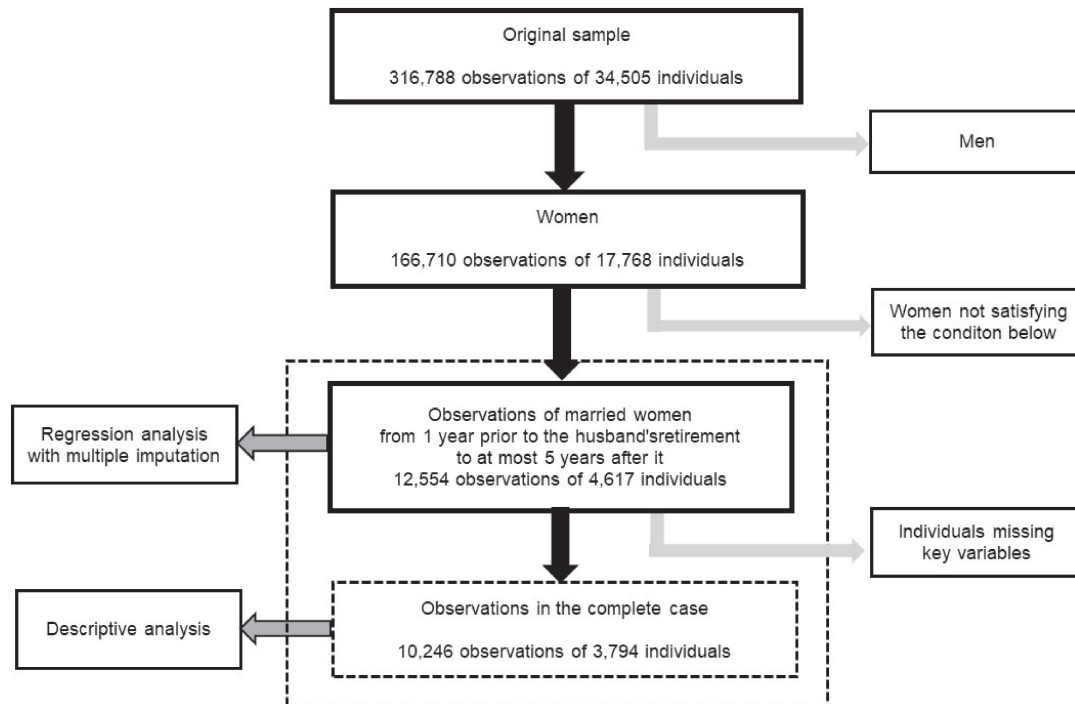 Original sample
316,788 observations of 34,505 individuals
Men
Women
166,710 observations of 17,768 individuals
Women not satisfying
the conditon below
Observations of married women
from 1 year prior to the husband'sretirement
to at most 5 years after it
12,554 observations of 4,617 individuals
Regression analysis
with multiple imputation
Individuals missing
key variables
Observations in the complete case
10,246 observations of 3,794 individuals
Descriptive analysis